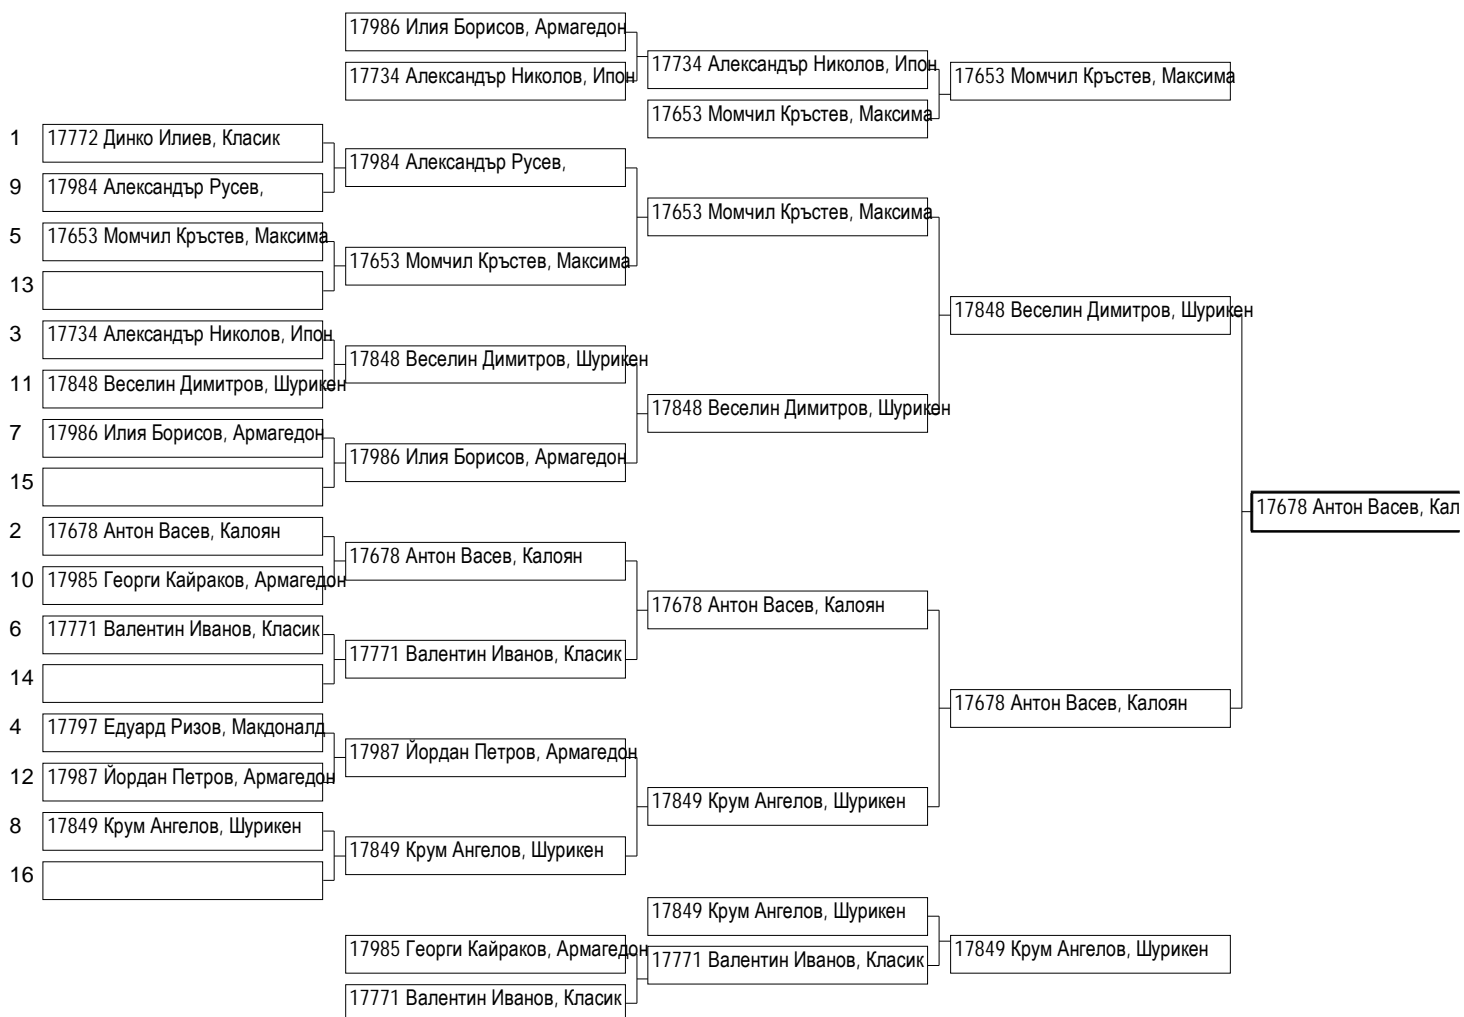 17986 Илия Борисов, Армагедон
17734 Александър Николов, Ипон
17734 Александър Николов, Ипон
17653 Момчил Кръстев, Максима
17653 Момчил Кръстев, Максима
1 17772 Динко Илиев, Класик
9 17984 Александър Русев,
5 17653 Момчил Кръстев, Максима
13
3 17734 Александър Николов, Ипон
11 17848 Веселин Димитров, Шурикен
7 17986 Илия Борисов, Армагедон
15
2 17678 Антон Васев, Калоян
10 17985 Георги Кайраков, Армагедон
6 17771 Валентин Иванов, Класик
14
4 17797 Едуард Ризов, Макдоналд
12 17987 Йордан Петров, Армагедон
8 17849 Крум Ангелов, Шурикен
16
17984 Александър Русев,
17653 Момчил Кръстев, Максима
17848 Веселин Димитров, Шурикен
17986 Илия Борисов, Армагедон
17678 Антон Васев, Калоян
17771 Валентин Иванов, Класик
17987 Йордан Петров, Армагедон
17849 Крум Ангелов, Шурикен
17653 Момчил Кръстев, Максима
17848 Веселин Димитров, Шурикен
17678 Антон Васев, Калоян
17849 Крум Ангелов, Шурикен
17848 Веселин Димитров, Шурикен
17678 Антон Васев, Калоян
17678 Антон Васев, Кал
17985 Георги Кайраков, Армагедон
17771 Валентин Иванов, Класик
17849 Крум Ангелов, Шурикен
17771 Валентин Иванов, Класик
17849 Крум Ангелов, Шурикен